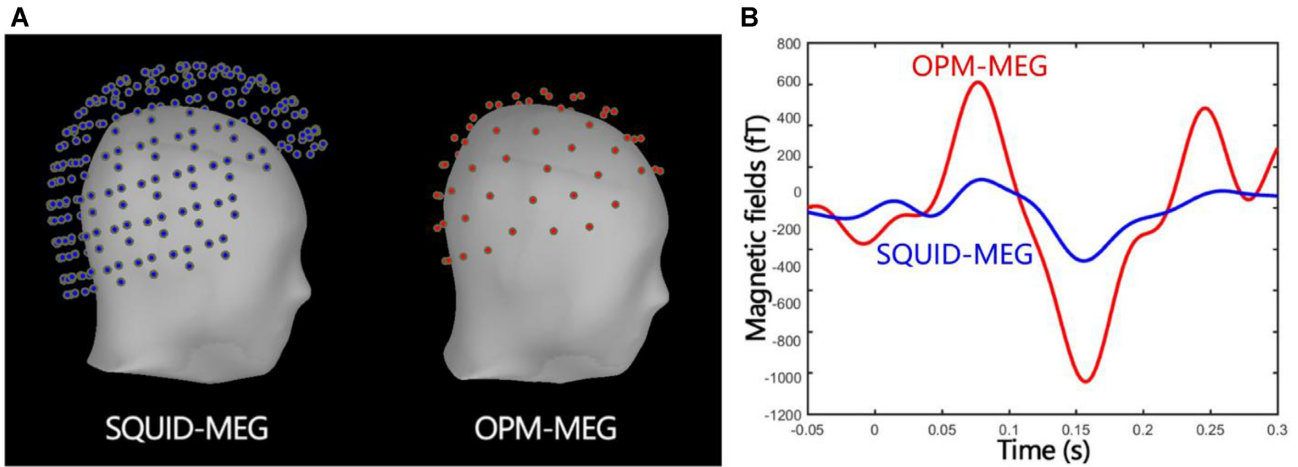 A
SQUID-MEG
OPM-MEG
B
Magnetic fields (fT)
800
600
400
200
0
-200
-400
-600
-800
-1000
-1200
OPM-MEG
SQUID-MEG
-0.05 0 0.05 0.1 0.15 0.2 0.25 0.3
Time (s)